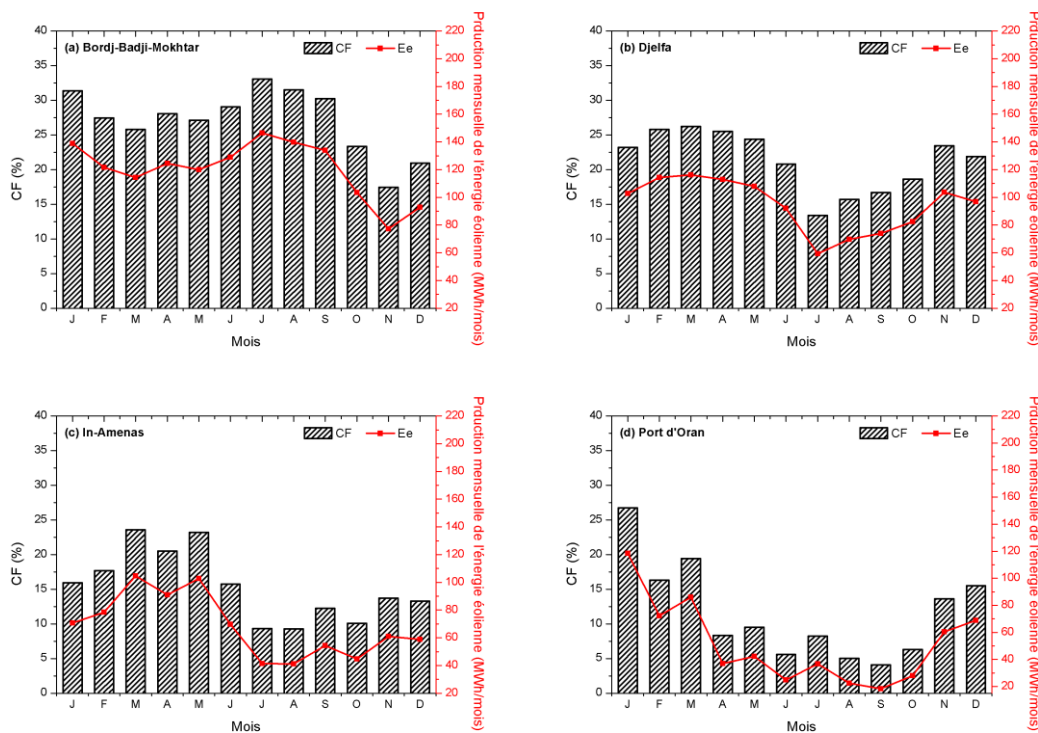 (a) Bordj-Badji-Mokhtar
CF
Ee
40
35
30
25
20
15
10
5
0
CF (%)
220
200
180
160
140
120
100
80
60
40
20
Prduction mensuelle de l'énergie éolienne (MWh/mois)
J F M A M J J A S O N D
Mois
(b) Djelfa
CF
Ee
40
35
30
25
20
15
10
5
0
CF (%)
220
200
180
160
140
120
100
80
60
40
20
Prduction mensuelle de l'énergie éolienne (MWh/mois)
J F M A M J J A S O N D
Mois
(c) In-Amenas
CF
Ee
40
35
30
25
20
15
10
5
0
CF (%)
220
200
180
160
140
120
100
80
60
40
20
Prduction mensuelle de l'énergie éolienne (MWh/mois)
J F M A M J J A S O N D
Mois
(d) Port d'Oran
CF
Ee
40
35
30
25
20
15
10
5
0
CF (%)
220
200
180
160
140
120
100
80
60
40
20
Prduction mensuelle de l'énergie éolienne (MWh/mois)
J F M A M J J A S O N D
Mois